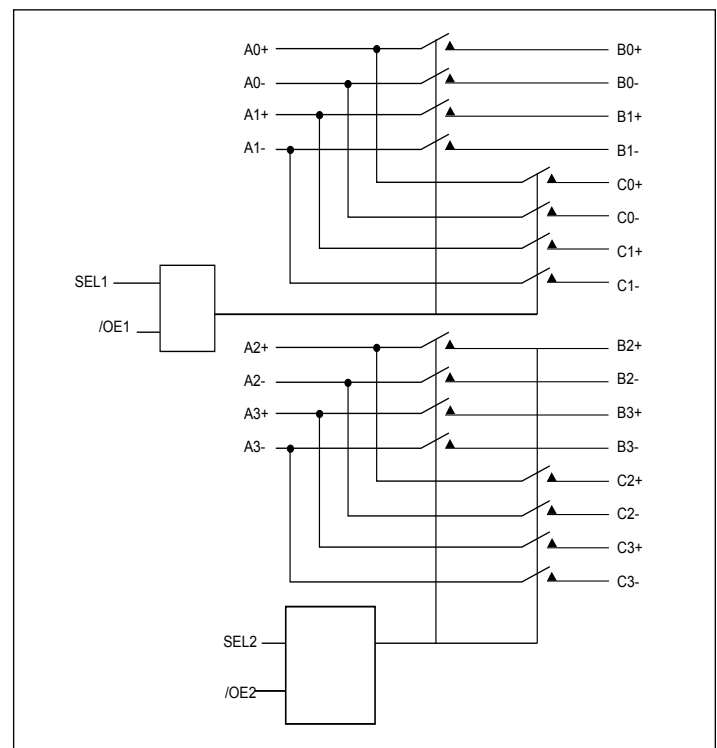 A0+ B0+
A0- B0-
A1+ B1+
A1- B1-
C0+
C0-
C1+
SEL1 C1-
/OE1
A2+ B2+
A2- B2-
A3+ B3+
A3- B3-
C2+
C2-
C3+
C3-
SEL2
/OE2